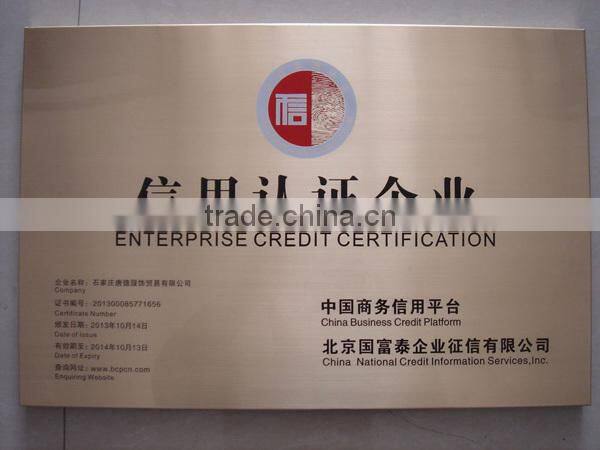 信
信用认证企业
trade.china.cn
ENTERPRISE CREDIT CERTIFICATION
企业名称：石家庄唐德服饰贸易有限公司
Company
证书编号：201300085771656
Certificate Number
颁发日期：2013年10月14日
Date of Issue
有效期至：2014年10月13日
Date of Expiry
查询网址：www.bcpcn.com
Enquiring Website
中国商务信用平台
China Business Credit Platform
北京国富泰企业征信有限公司
China National Credit Information Services,Inc.